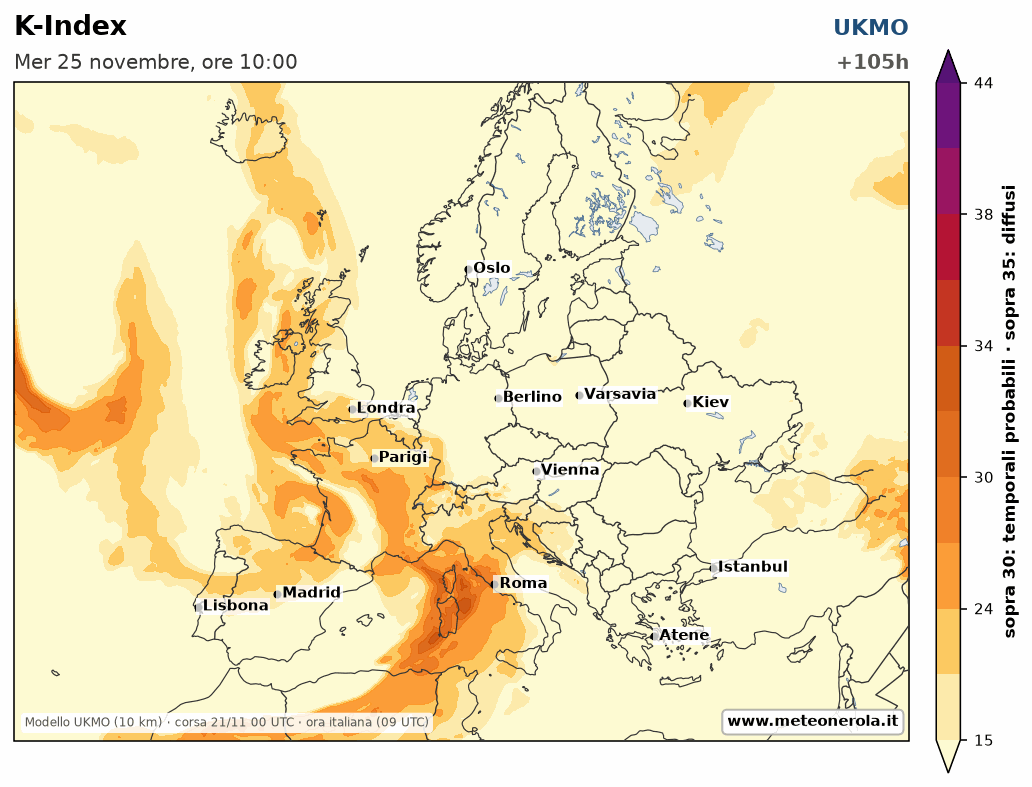 K-Index
UKMO
Mer 25 novembre, ore 10:00
+105h
44
38
34
30
24
15
sopra 30: temporali probabili · sopra 35: diffusi
Oslo
Londra
Berlino
Varsavia
Kiev
Parigi
Vienna
Istanbul
Roma
Madrid
Lisbona
Atene
Modello UKMO (10 km) · corsa 21/11 00 UTC · ora italiana (09 UTC)
www.meteonerola.it